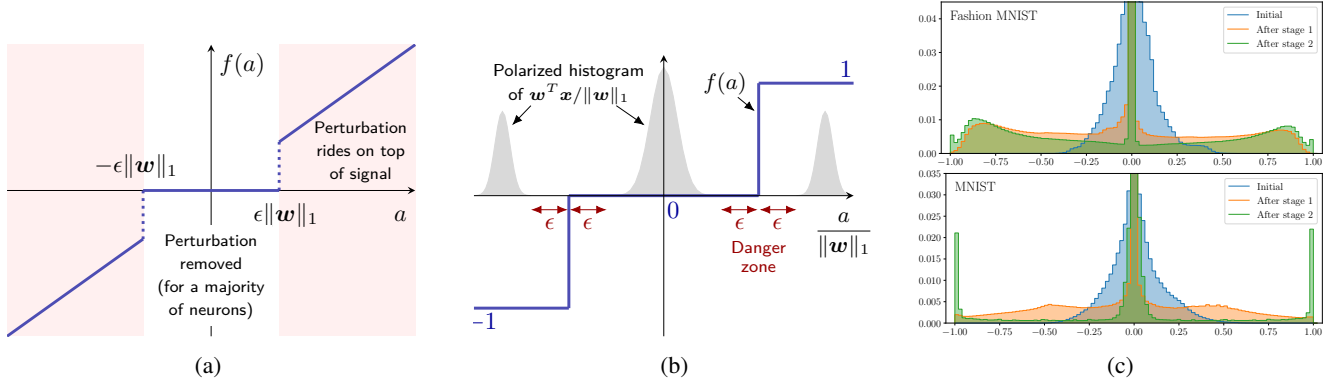 f(a)
−ϵ‖w‖₁
ϵ‖w‖₁
a
Perturbation
rides on top
of signal
Perturbation
removed
(for a majority
of neurons)
(a)
Polarized histogram
of wᵀx/‖w‖₁
f(a)
1
0
−1
ϵ
ϵ
ϵ
ϵ
Danger
zone
a
‖w‖₁
(b)
Fashion MNIST
Initial
After stage 1
After stage 2
0.04
0.03
0.02
0.01
0.00
−1.00 −0.75 −0.50 −0.25 0.00 0.25 0.50 0.75 1.00
MNIST
Initial
After stage 1
After stage 2
0.035
0.030
0.025
0.020
0.015
0.010
0.005
0.000
−1.00 −0.75 −0.50 −0.25 0.00 0.25 0.50 0.75 1.00
(c)